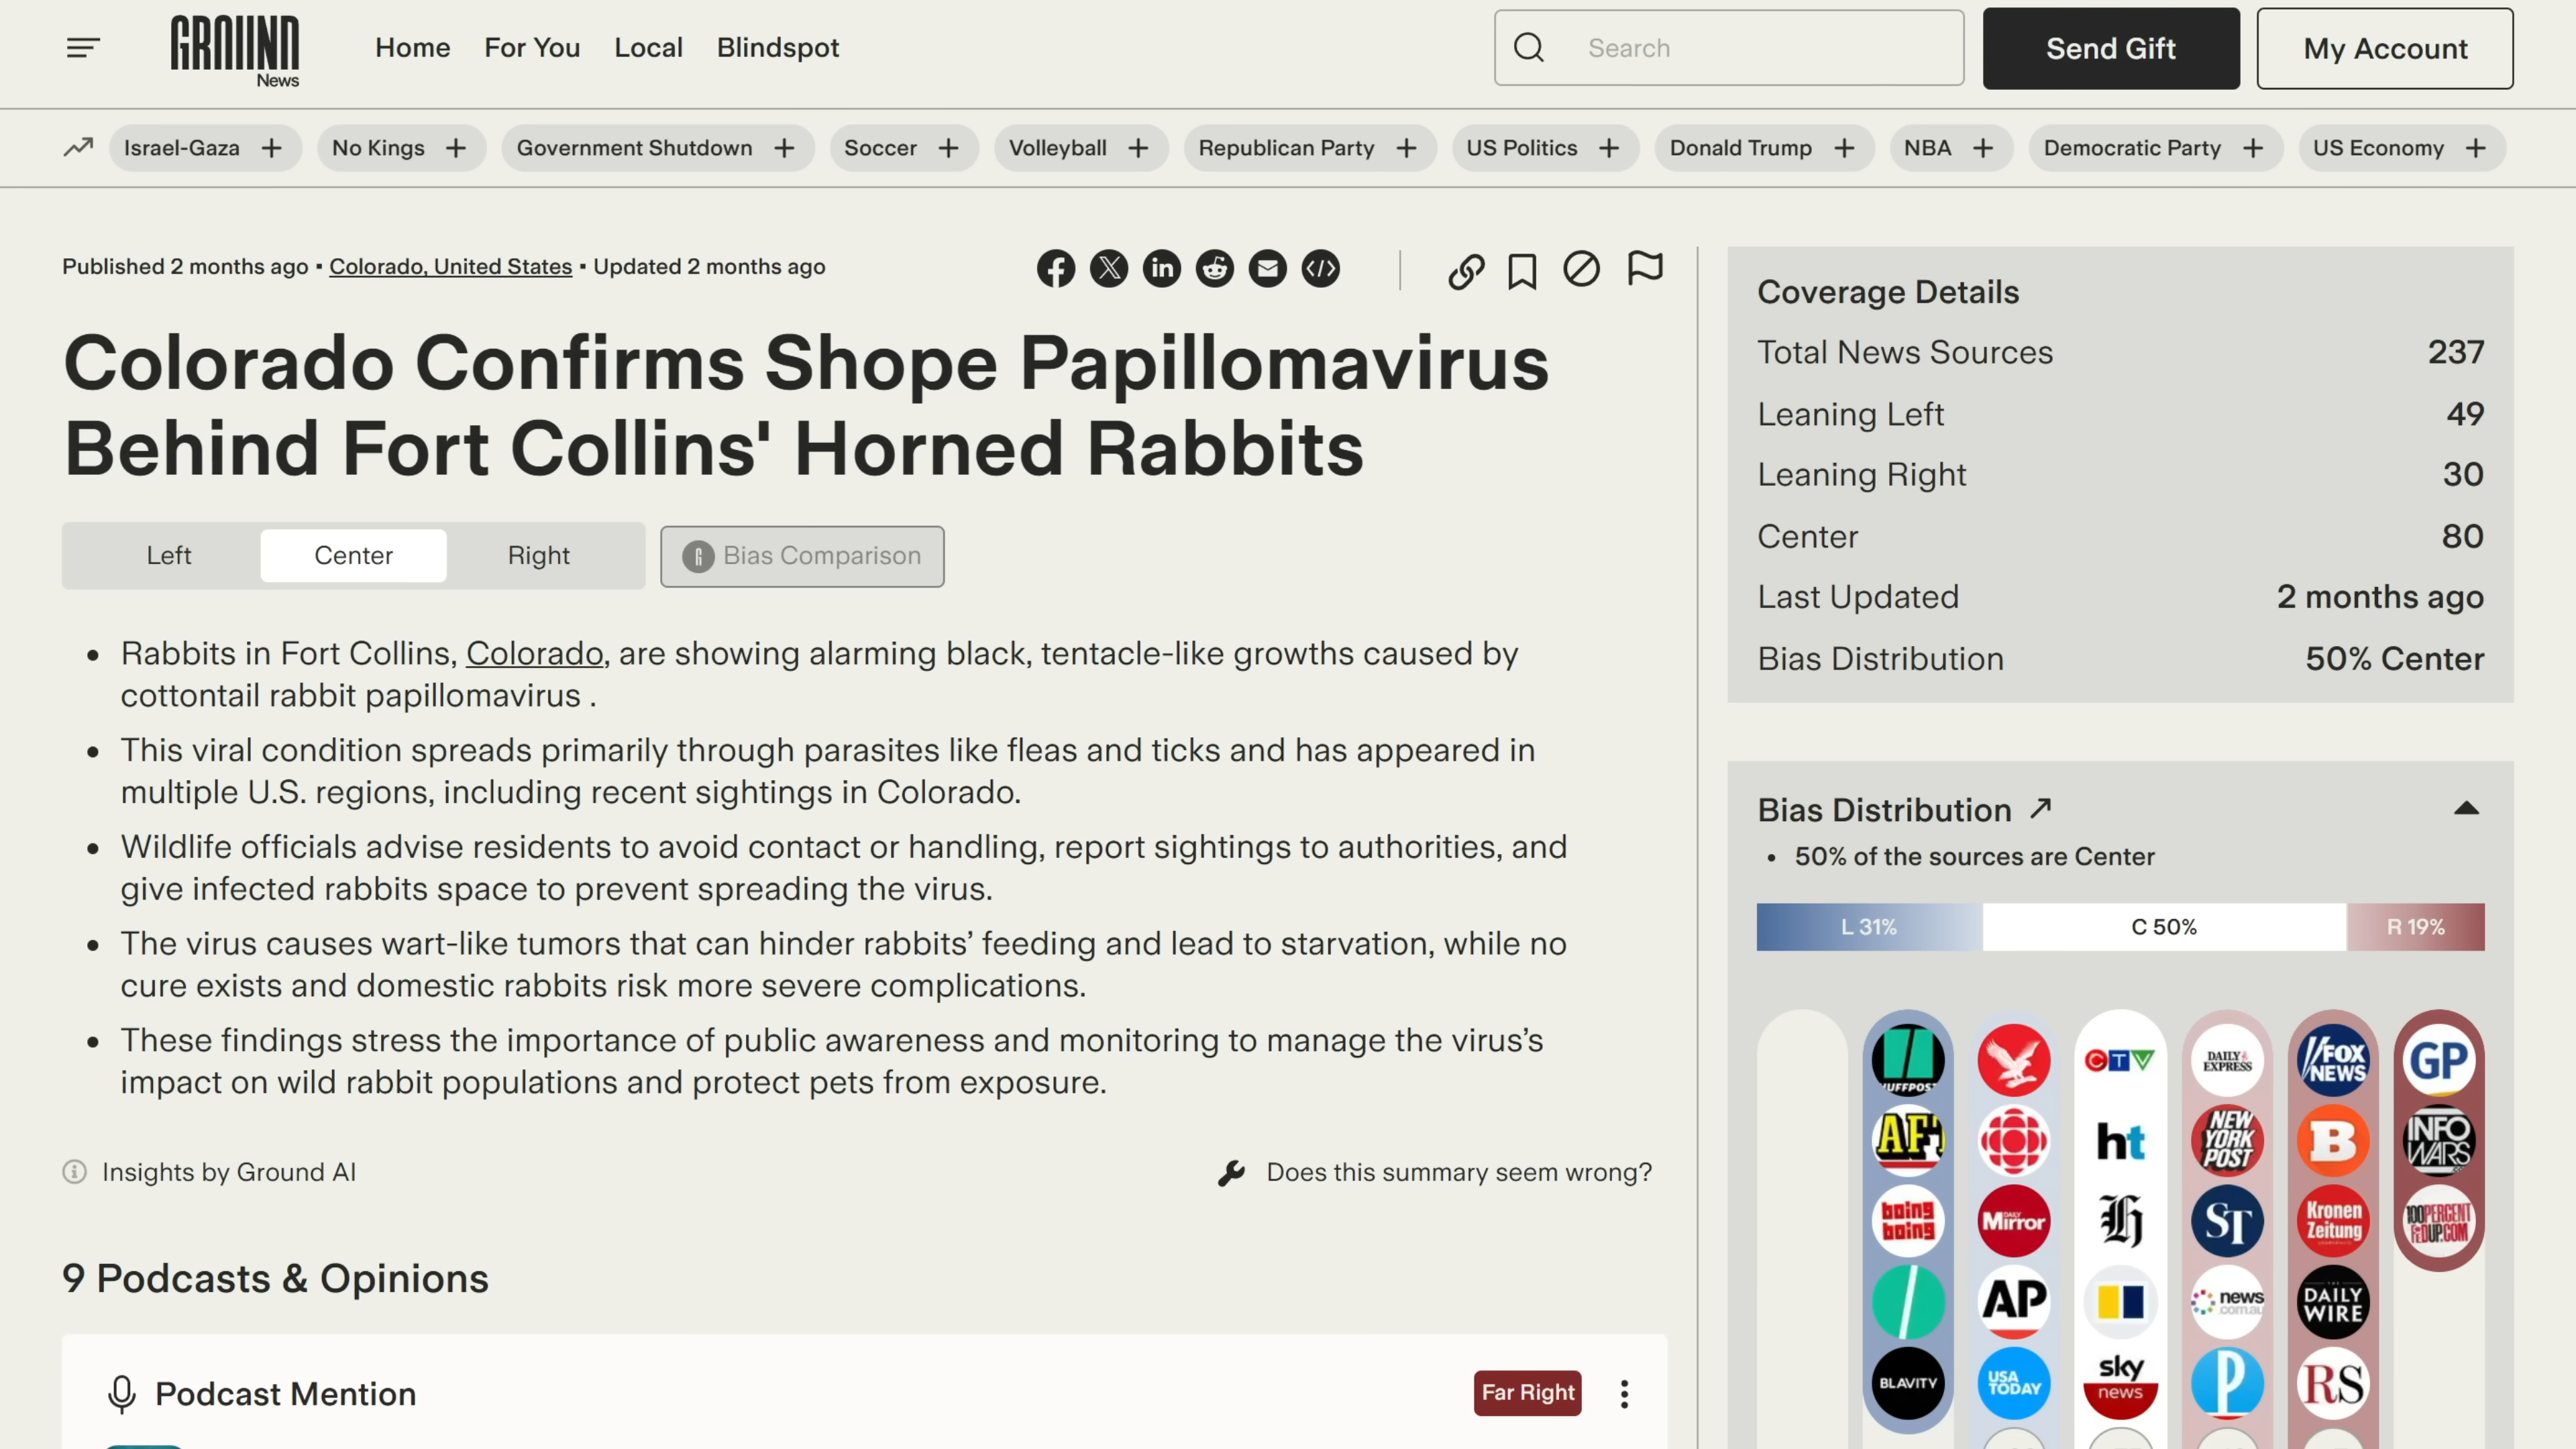 GROUND
News
Home
For You
Local
Blindspot
Search
Send Gift
My Account
Israel-Gaza +
No Kings +
Government Shutdown +
Soccer +
Volleyball +
Republican Party +
US Politics +
Donald Trump +
NBA +
Democratic Party +
US Economy +
Published 2 months ago • Colorado, United States • Updated 2 months ago
Colorado Confirms Shope Papillomavirus
Behind Fort Collins' Horned Rabbits
Left
Center
Right
Bias Comparison
• Rabbits in Fort Collins, Colorado, are showing alarming black, tentacle-like growths caused by
cottontail rabbit papillomavirus .
• This viral condition spreads primarily through parasites like fleas and ticks and has appeared in
multiple U.S. regions, including recent sightings in Colorado.
• Wildlife officials advise residents to avoid contact or handling, report sightings to authorities, and
give infected rabbits space to prevent spreading the virus.
• The virus causes wart-like tumors that can hinder rabbits’ feeding and lead to starvation, while no
cure exists and domestic rabbits risk more severe complications.
• These findings stress the importance of public awareness and monitoring to manage the virus’s
impact on wild rabbit populations and protect pets from exposure.
Insights by Ground AI
Does this summary seem wrong?
9 Podcasts & Opinions
Podcast Mention
Far Right
Coverage Details
Total News Sources 237
Leaning Left 49
Leaning Right 30
Center 80
Last Updated 2 months ago
Bias Distribution 50% Center
Bias Distribution
• 50% of the sources are Center
L 31%
C 50%
R 19%
HUFFPOST
CTV
DAILY EXPRESS
FOX NEWS
GP
AF
ht
NEW YORK POST
B
INFO WARS
boing boing
DAILY Mirror
ST
Kronen Zeitung
100PERCENT FEDUP.COM
AP
news.com.au
THE DAILY WIRE
BLAVITY
USA TODAY
sky news
P
RS